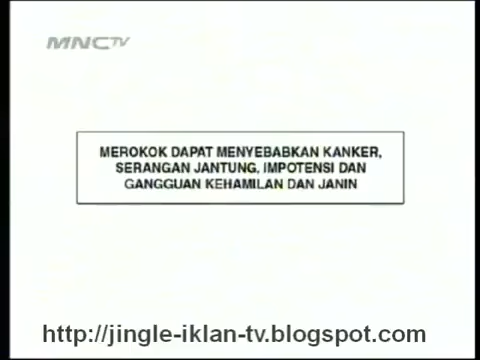 MNCTV
MEROKOK DAPAT MENYEBABKAN KANKER,
SERANGAN JANTUNG, IMPOTENSI DAN
GANGGUAN KEHAMILAN DAN JANIN
http://jingle-iklan-tv.blogspot.com